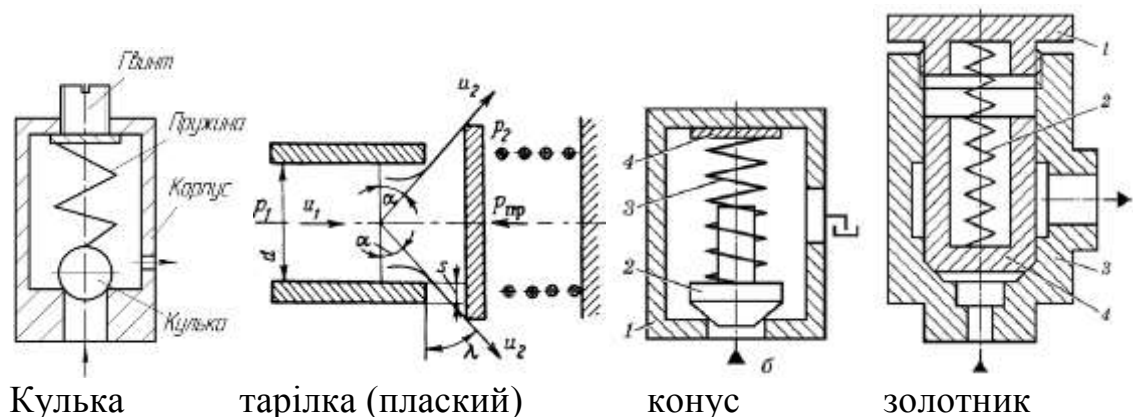 Гвинт
Пружина
Корпус
Кулька
u₂
p₂
α
p₁
u₁
Pпр
d
α
s
λ
u₂
4
3
2
1
б
1
2
3
4
Кулька тарілка (плаский) конус золотник